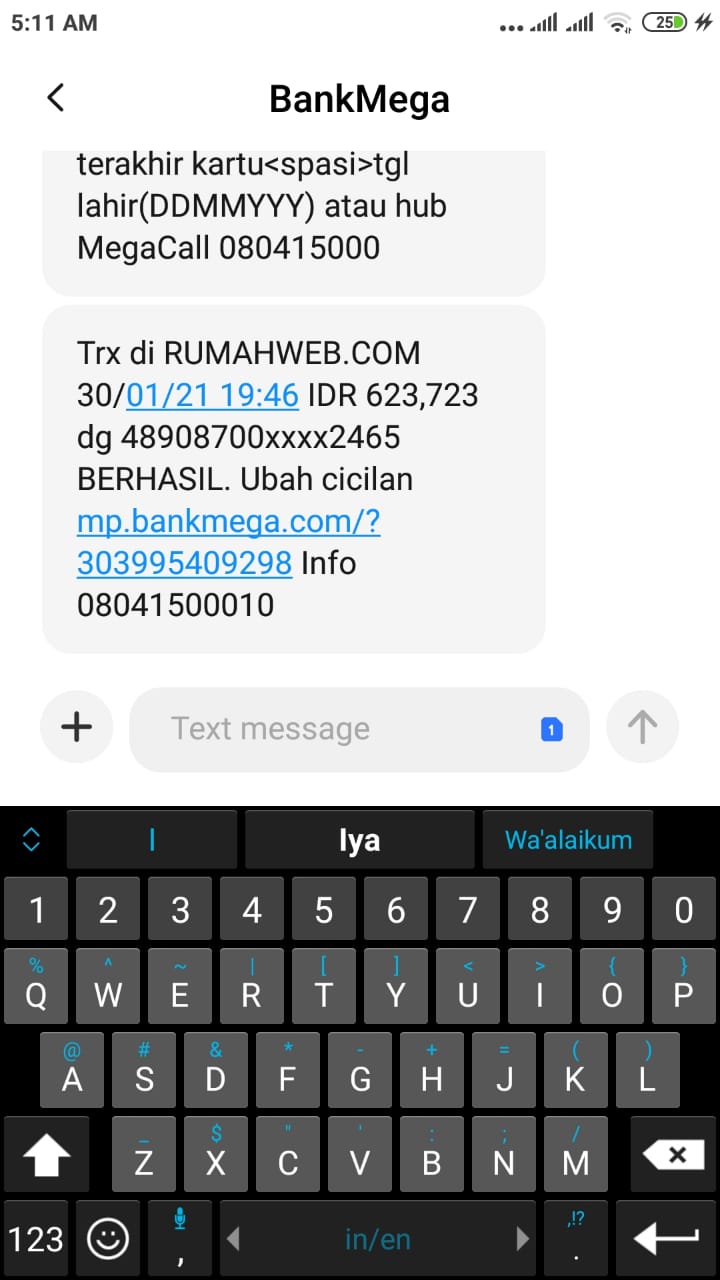 5:11 AM
25
BankMega
terakhir kartu<spasi>tgl
lahir(DDMMYYY) atau hub
MegaCall 080415000
Trx di RUMAHWEB.COM
30/01/21 19:46 IDR 623,723
dg 48908700xxxx2465
BERHASIL. Ubah cicilan
mp.bankmega.com/?
303995409298 Info
08041500010
Text message 1
I Iya Wa'alaikum
1 2 3 4 5 6 7 8 9 0
% ^ ~ | [ ] < > { }
Q W E R T Y U I O P
@ # & * - + = ( )
A S D F G H J K L
_ $ " ' : ; /
Z X C V B N M
,!?
123 , in/en .